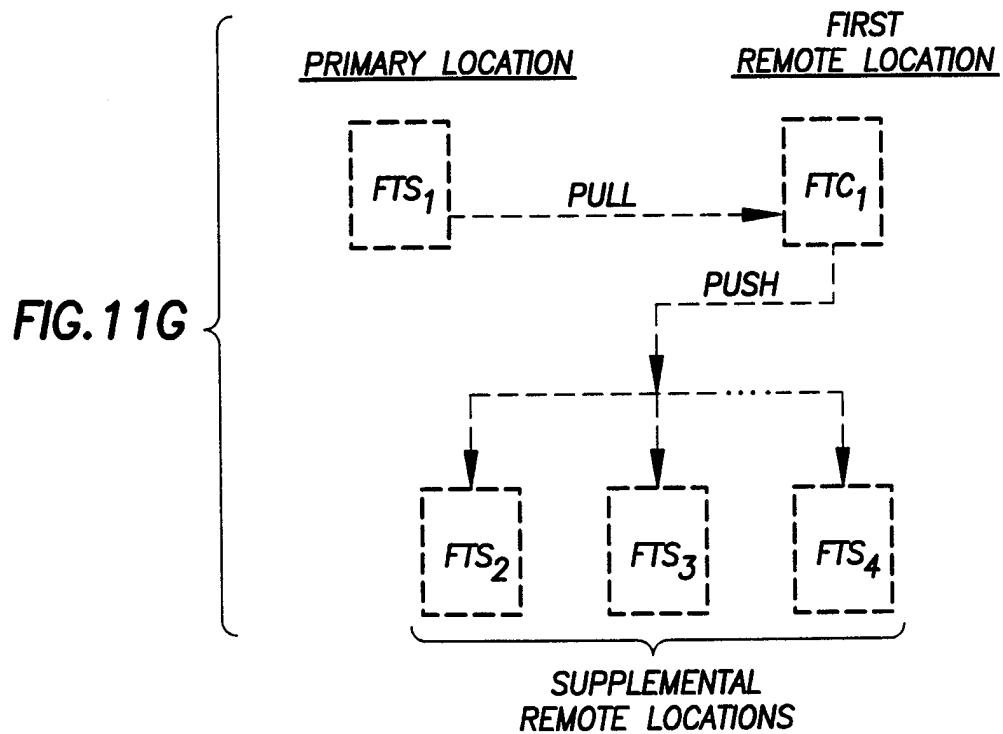 FIRST
PRIMARY LOCATION
REMOTE LOCATION
FTS1
PULL
FTC1
PUSH
FIG.11G
FTS2
FTS3
FTS4
SUPPLEMENTAL
REMOTE LOCATIONS